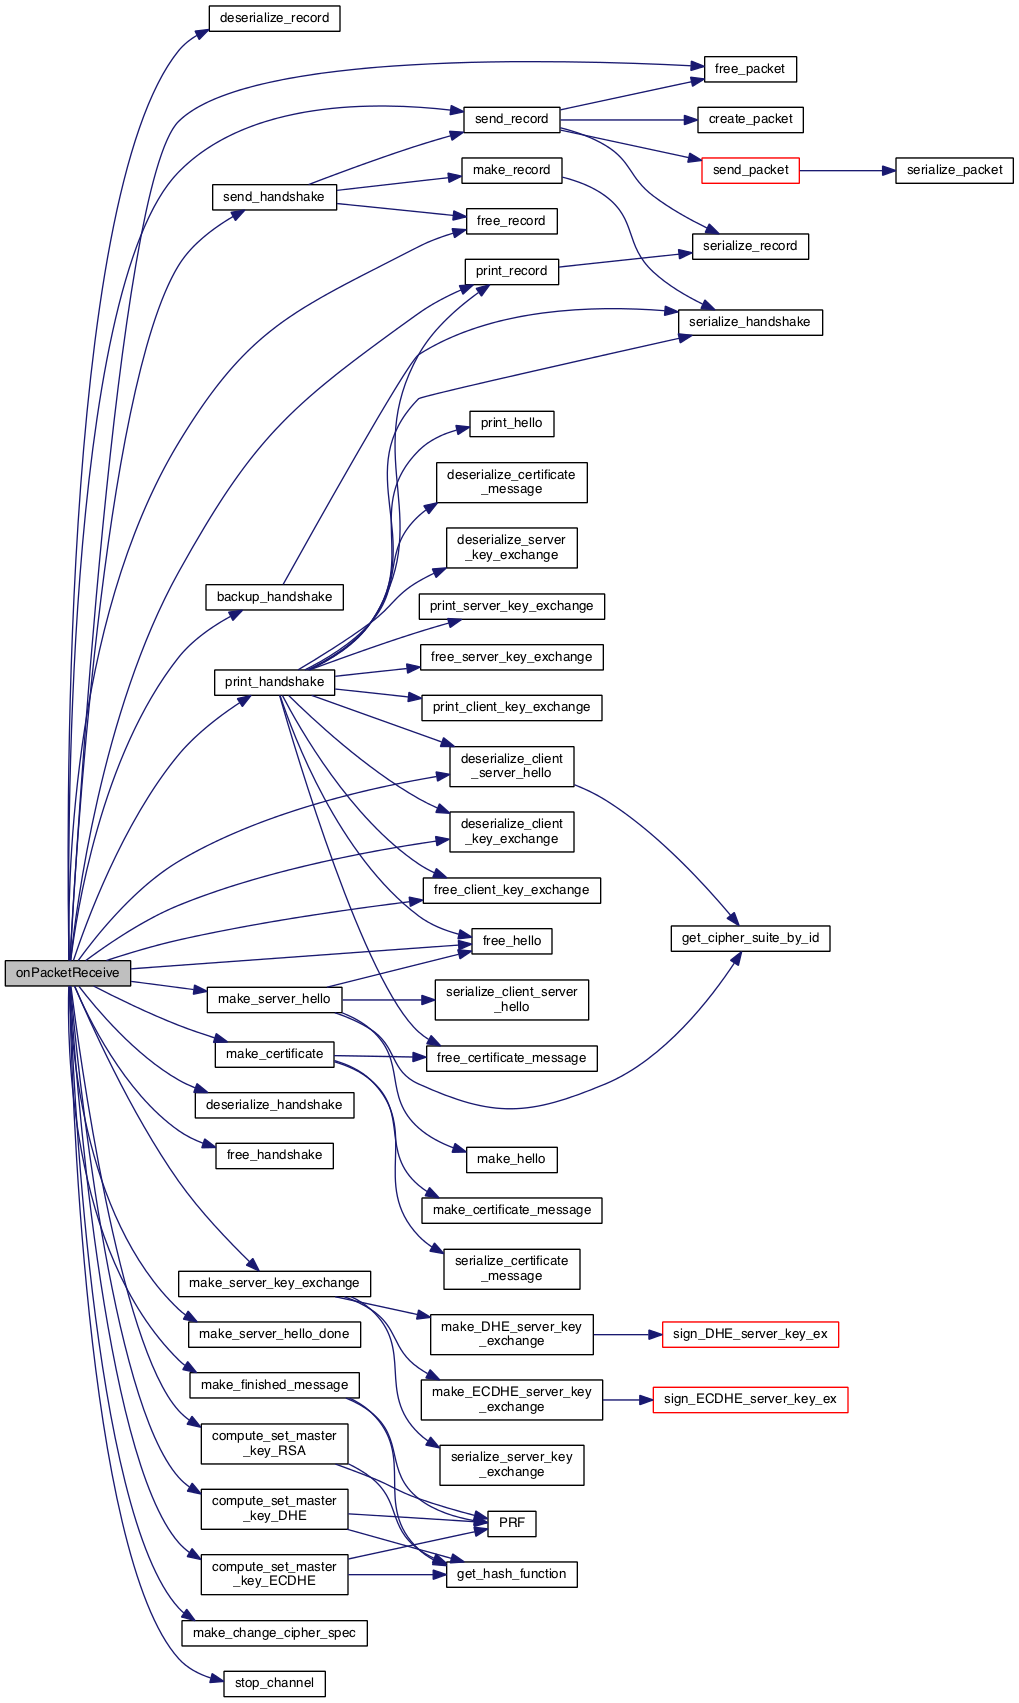 deserialize_record
free_packet
send_record
create_packet
make_record
send_packet
serialize_packet
send_handshake
free_record
serialize_record
print_record
serialize_handshake
print_hello
deserialize_certificate
_message
deserialize_server
_key_exchange
backup_handshake
print_server_key_exchange
free_server_key_exchange
print_handshake
print_client_key_exchange
deserialize_client
_server_hello
deserialize_client
_key_exchange
free_client_key_exchange
free_hello
get_cipher_suite_by_id
onPacketReceive
make_server_hello
serialize_client_server
_hello
make_certificate
free_certificate_message
deserialize_handshake
free_handshake
make_hello
make_certificate_message
serialize_certificate
_message
make_server_key_exchange
make_DHE_server_key
_exchange
sign_DHE_server_key_ex
make_server_hello_done
make_finished_message
make_ECDHE_server_key
_exchange
sign_ECDHE_server_key_ex
compute_set_master
_key_RSA
serialize_server_key
_exchange
compute_set_master
_key_DHE
PRF
compute_set_master
_key_ECDHE
get_hash_function
make_change_cipher_spec
stop_channel